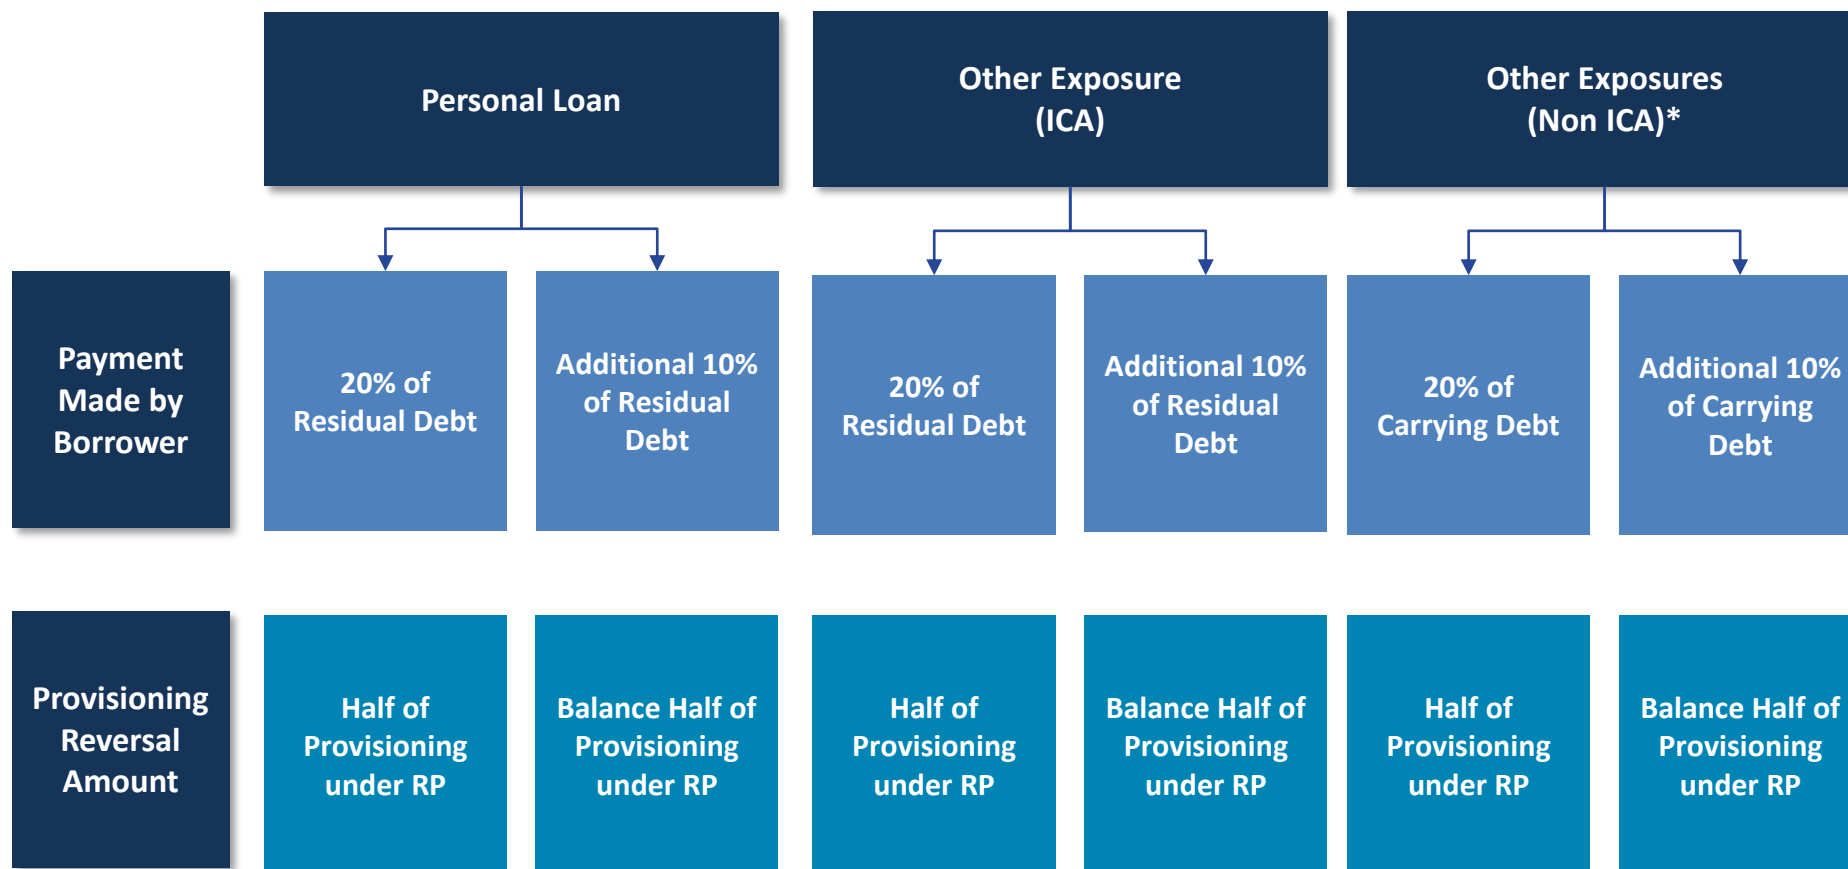 Personal Loan
Other Exposure
(ICA)
Other Exposures
(Non ICA)*
Payment
Made by
Borrower
20% of
Residual Debt
Additional 10%
of Residual
Debt
20% of
Residual Debt
Additional 10%
of Residual
Debt
20% of
Carrying Debt
Additional 10%
of Carrying
Debt
Provisioning
Reversal
Amount
Half of
Provisioning
under RP
Balance Half of
Provisioning
under RP
Half of
Provisioning
under RP
Balance Half of
Provisioning
under RP
Half of
Provisioning
under RP
Balance Half of
Provisioning
under RP